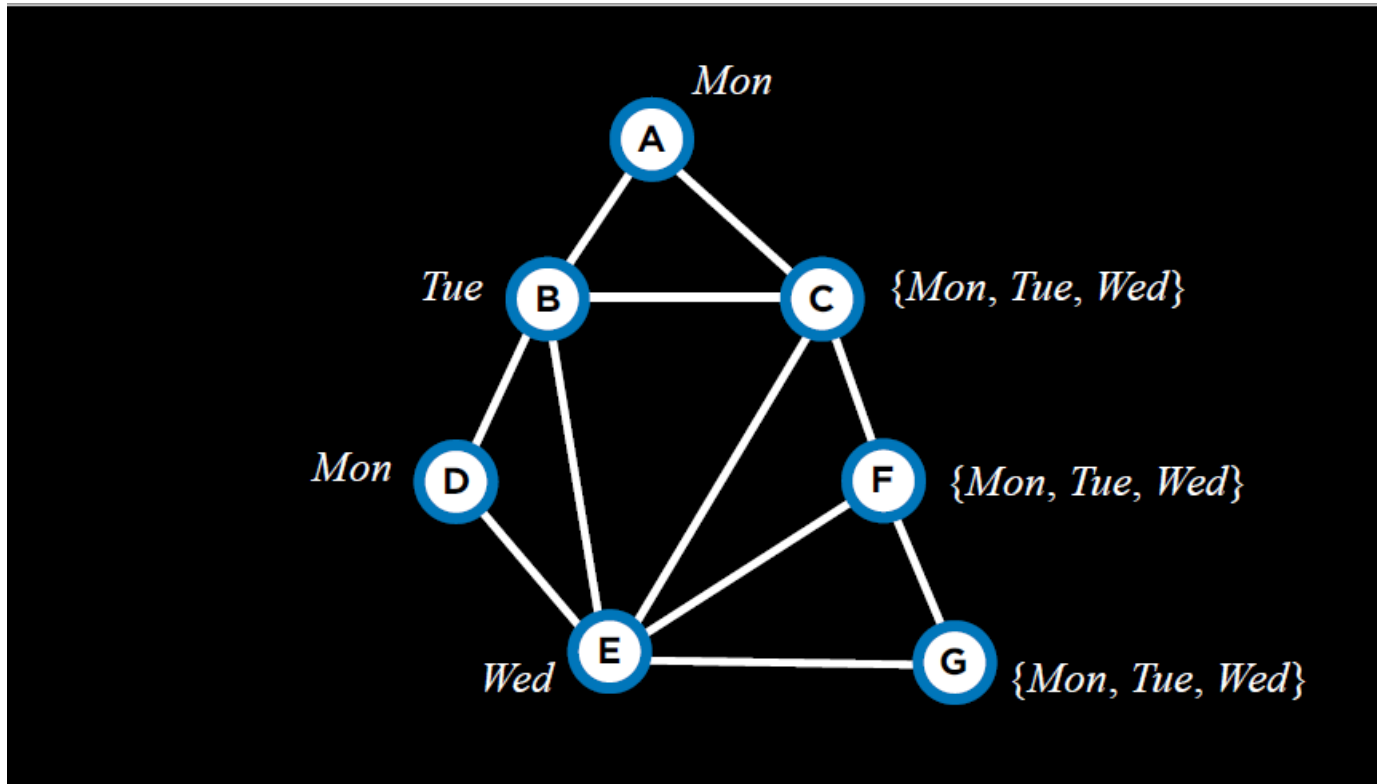 Mon
A
Tue
B
C
{Mon, Tue, Wed}
Mon
D
F
{Mon, Tue, Wed}
E
Wed
G
{Mon, Tue, Wed}